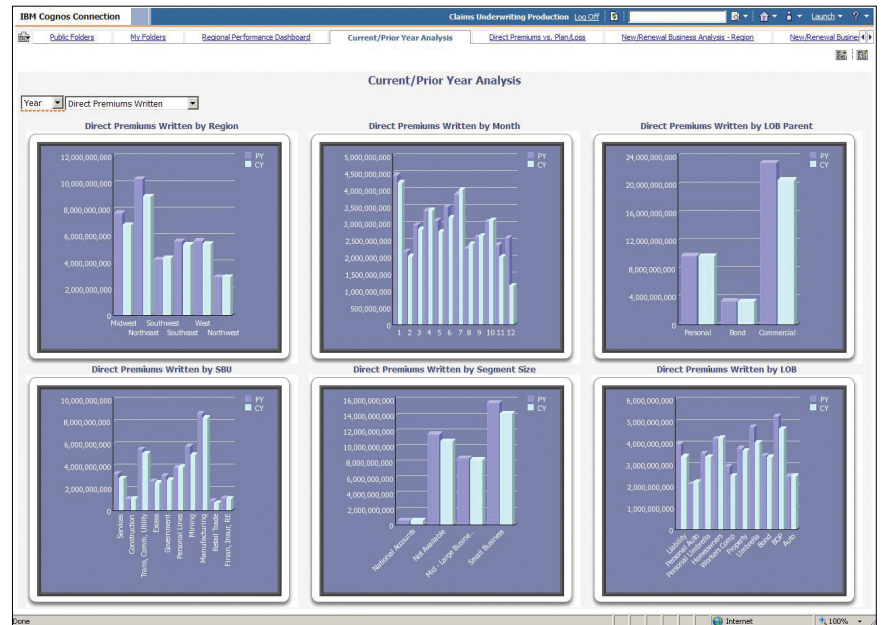 IBM Cognos Connection
Claims Underwriting Production Log Off Launch ?
Public Folders My Folders Regional Performance Dashboard Current/Prior Year Analysis Direct Premiums vs. Plan/Loss New/Renewal Business Analysis - Region New/Renewal Busines
Current/Prior Year Analysis
Year Direct Premiums Written
Direct Premiums Written by Region
12,000,000,000
10,000,000,000
8,000,000,000
6,000,000,000
4,000,000,000
2,000,000,000
0
PY
CY
Midwest Southwest West
Northeast Southeast Northwest
Direct Premiums Written by Month
5,000,000,000
4,500,000,000
4,000,000,000
3,500,000,000
3,000,000,000
2,500,000,000
2,000,000,000
1,500,000,000
1,000,000,000
500,000,000
0
PY
CY
1 2 3 4 5 6 7 8 9 10 11 12
Direct Premiums Written by LOB Parent
24,000,000,000
20,000,000,000
16,000,000,000
12,000,000,000
8,000,000,000
4,000,000,000
0
PY
CY
Personal Bond Commercial
Direct Premiums Written by SBU
10,000,000,000
8,000,000,000
6,000,000,000
4,000,000,000
2,000,000,000
0
PY
CY
Services
Construction
Trans, Comm, Utility
Excess
Government
Personal Lines
Mining
Manufacturing
Retail Trade
Finan, Insur, RE
Direct Premiums Written by Segment Size
16,000,000,000
14,000,000,000
12,000,000,000
10,000,000,000
8,000,000,000
6,000,000,000
4,000,000,000
2,000,000,000
0
PY
CY
National Accounts
Not Available
Mid - Large Busine...
Small Business
Direct Premiums Written by LOB
6,000,000,000
5,000,000,000
4,000,000,000
3,000,000,000
2,000,000,000
1,000,000,000
0
PY
CY
Liability
Personal Auto
Personal Umbrella
Homeowners
Workers Comp
Property
Umbrella
Bond
BOP
Auto
Done Internet 100%